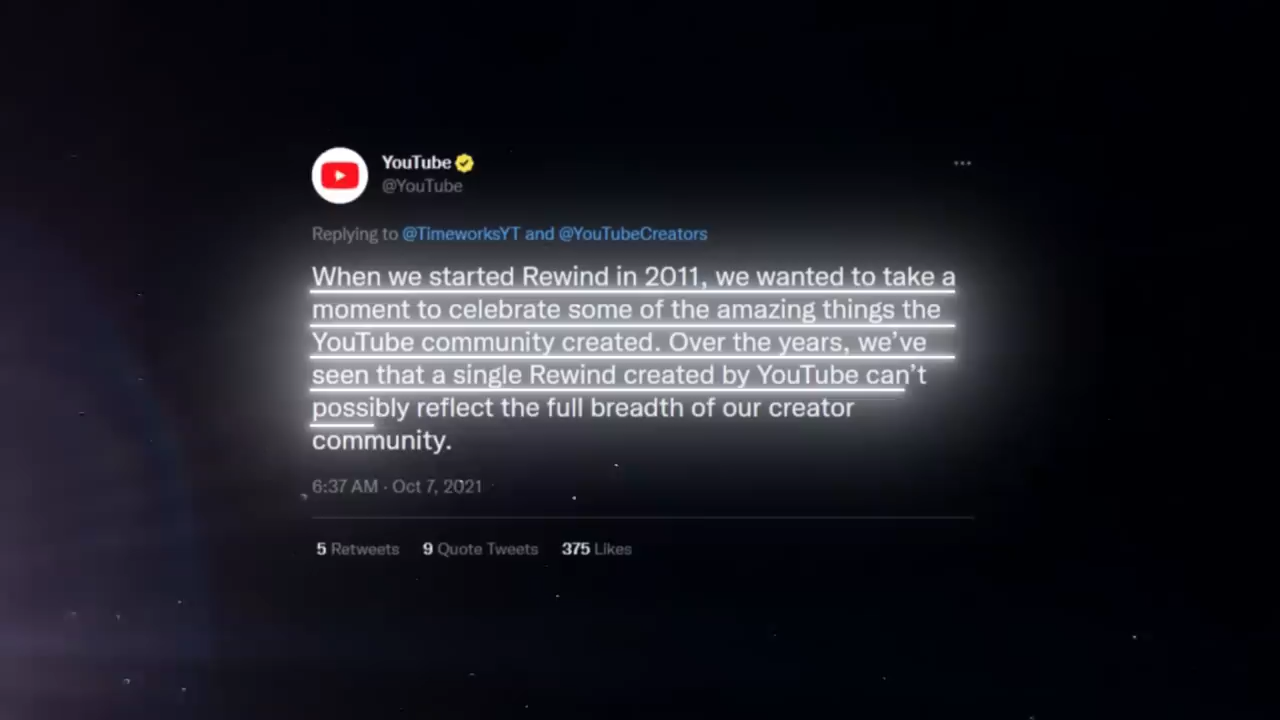 YouTube
@YouTube
Replying to @TimeworksYT and @YouTubeCreators
When we started Rewind in 2011, we wanted to take a
moment to celebrate some of the amazing things the
YouTube community created. Over the years, we’ve
seen that a single Rewind created by YouTube can’t
possibly reflect the full breadth of our creator
community.
6:37 AM · Oct 7, 2021
5 Retweets 9 Quote Tweets 375 Likes